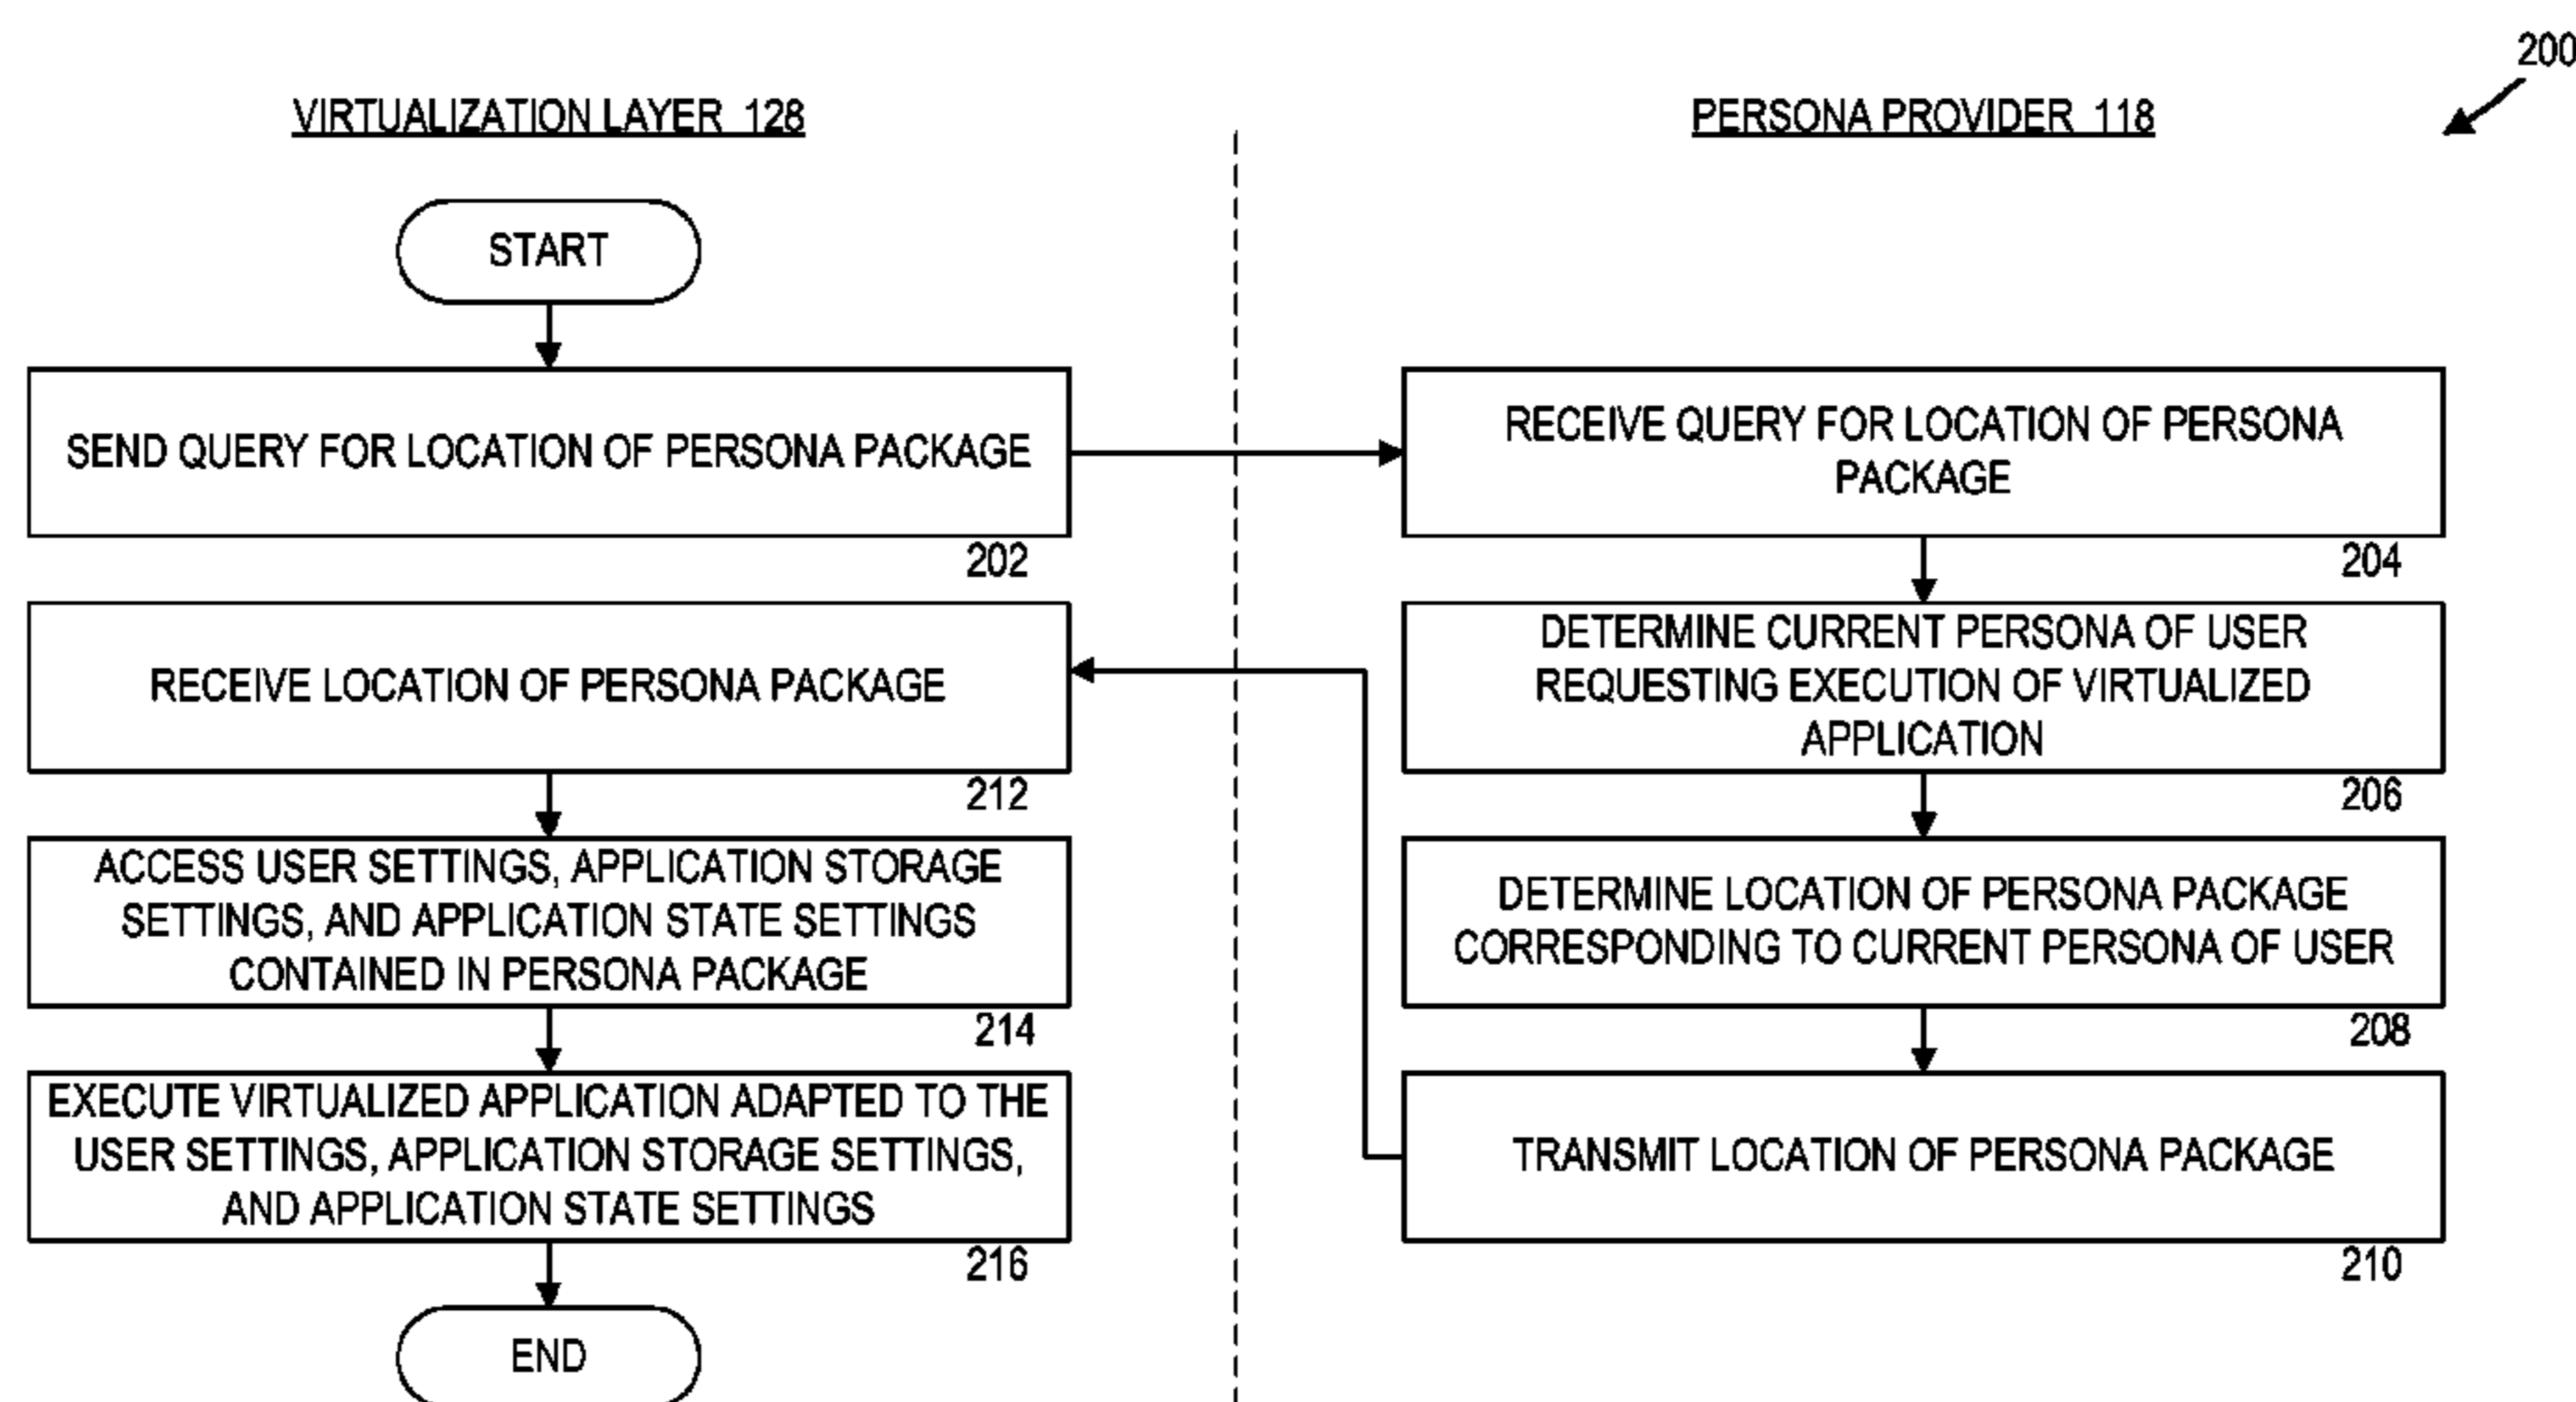 200
VIRTUALIZATION LAYER 128
PERSONA PROVIDER 118
START
SEND QUERY FOR LOCATION OF PERSONA PACKAGE
202
RECEIVE QUERY FOR LOCATION OF PERSONA
PACKAGE
204
DETERMINE CURRENT PERSONA OF USER
REQUESTING EXECUTION OF VIRTUALIZED
APPLICATION
206
DETERMINE LOCATION OF PERSONA PACKAGE
CORRESPONDING TO CURRENT PERSONA OF USER
208
TRANSMIT LOCATION OF PERSONA PACKAGE
210
RECEIVE LOCATION OF PERSONA PACKAGE
212
ACCESS USER SETTINGS, APPLICATION STORAGE
SETTINGS, AND APPLICATION STATE SETTINGS
CONTAINED IN PERSONA PACKAGE
214
EXECUTE VIRTUALIZED APPLICATION ADAPTED TO THE
USER SETTINGS, APPLICATION STORAGE SETTINGS,
AND APPLICATION STATE SETTINGS
216
END